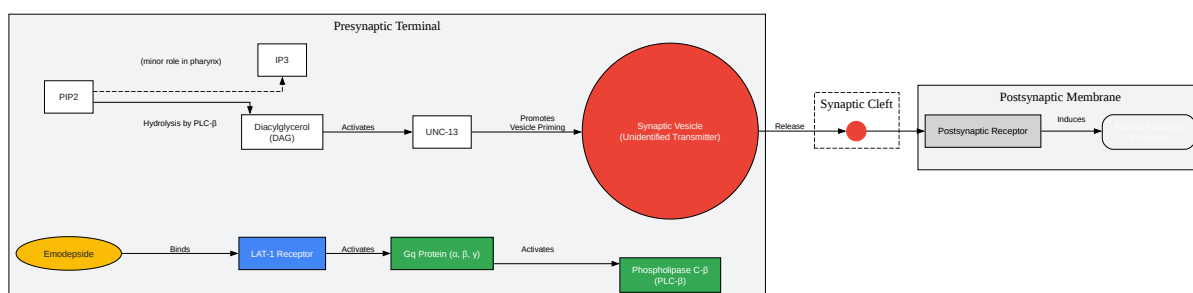 Presynaptic Terminal
(minor role in pharynx)
IP3
PIP2
Hydrolysis by PLC-β
Diacylglycerol
(DAG)
Activates
UNC-13
Promotes
Vesicle Priming
Synaptic Vesicle
(Unidentified Transmitter)
Release
Synaptic Cleft
Postsynaptic Membrane
Postsynaptic Receptor
Induces
Emodepside
Binds
LAT-1 Receptor
Activates
Gq Protein (α, β, γ)
Activates
Phospholipase C-β
(PLC-β)